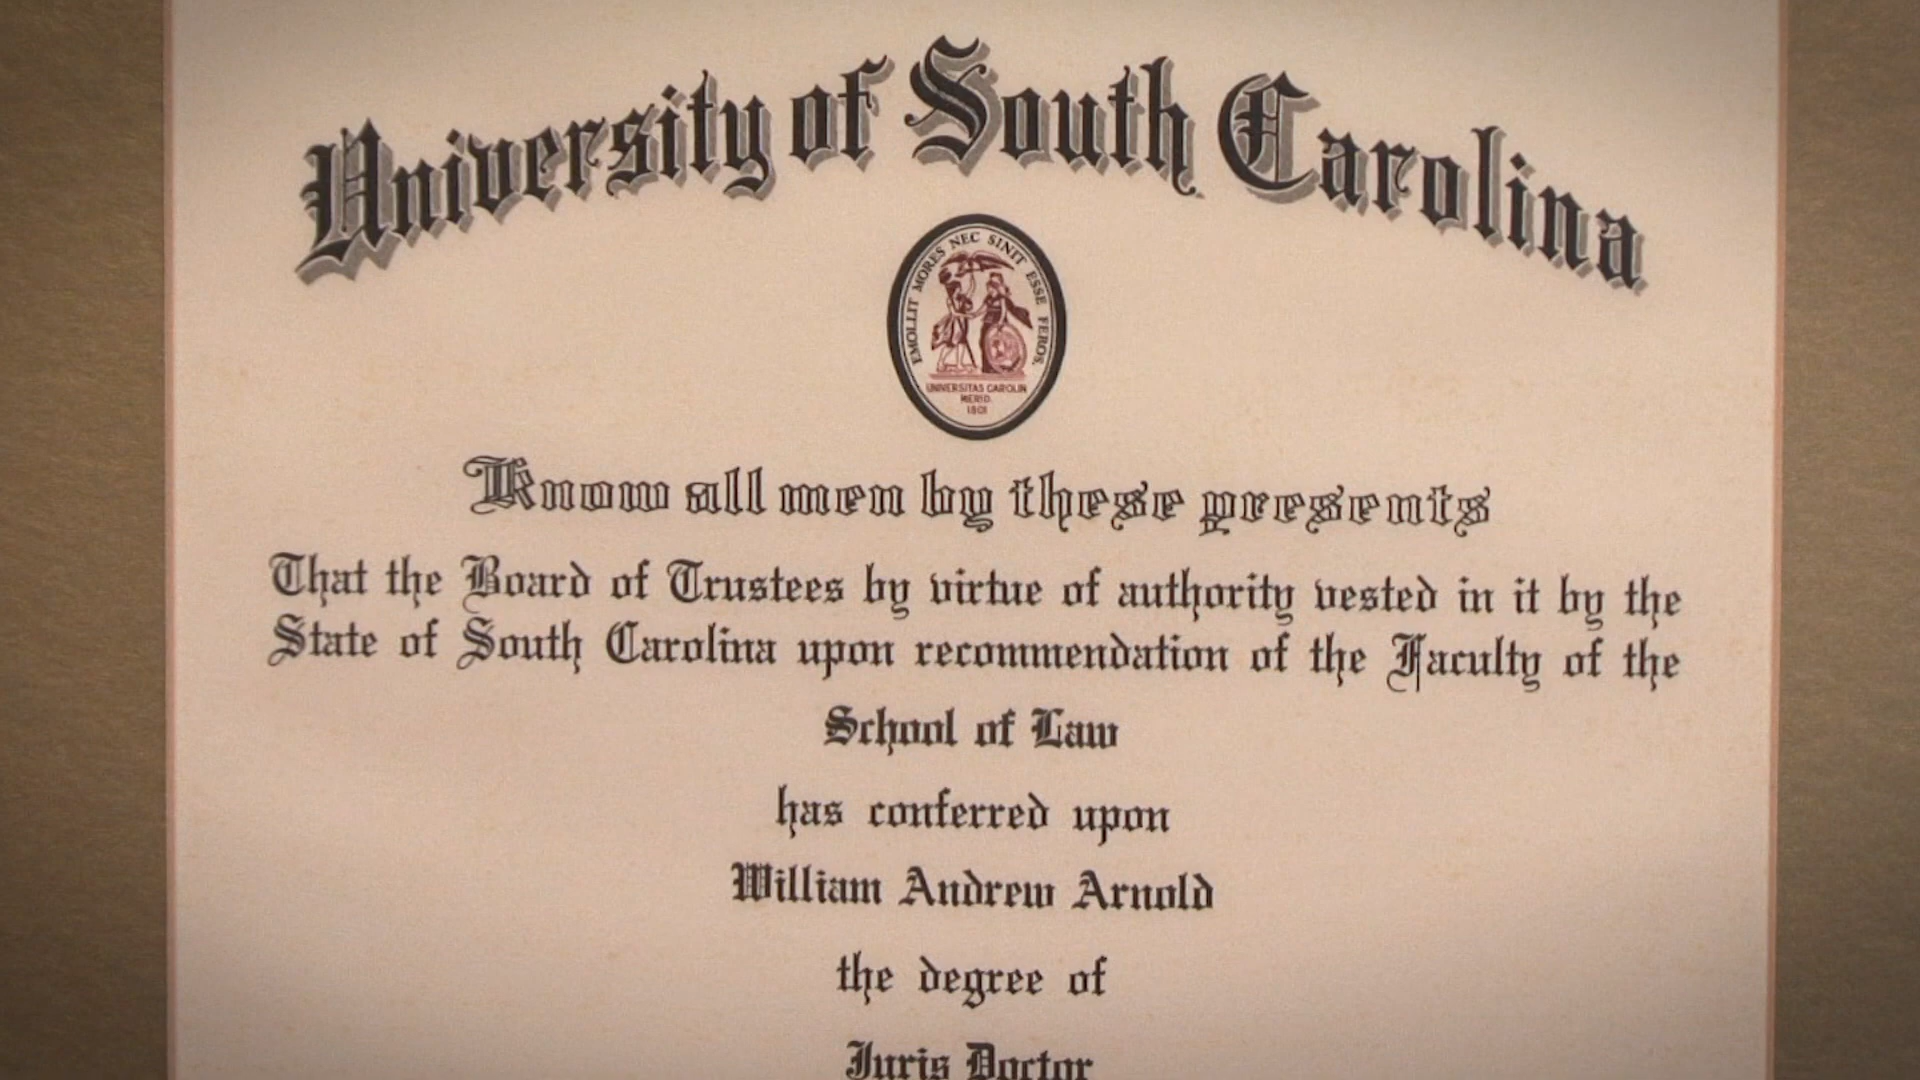 University of South Carolina
EMOLLIT MORES NEC SINIT ESSE FEROS.
UNIVERSITAS CAROLIN
MERID.
1801
Know all men by these presents
That the Board of Trustees by virtue of authority vested in it by the
State of South Carolina upon recommendation of the Faculty of the
School of Law
has conferred upon
William Andrew Arnold
the degree of
Juris Doctor